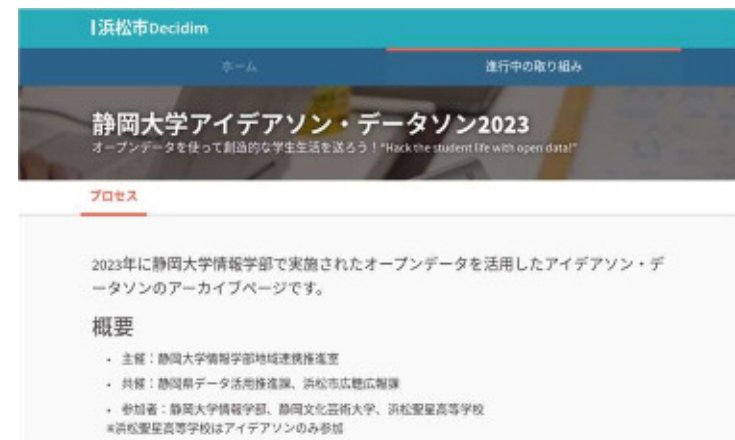 浜松市Decidim
ホーム
進行中の取り組み
静岡大学アイデアソン・データソン2023
オープンデータを使って創造的な学生生活を送ろう！"Hack the student life with open data!"
プロセス
2023年に静岡大学情報学部で実施されたオープンデータを活用したアイデアソン・デ
ータソンのアーカイブページです。
概要
• 主催：静岡大学情報学部地域連携推進室
• 共催：静岡県データ活用推進課、浜松市広聴広報課
• 参加者：静岡大学情報学部、静岡文化芸術大学、浜松聖星高等学校
※浜松聖星高等学校はアイデアソンのみ参加